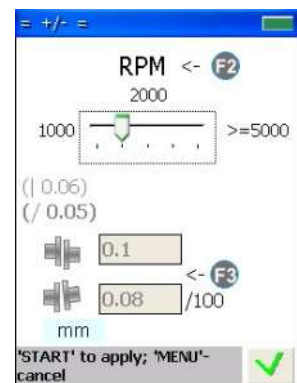 = +/- =
RPM <- F2
2000
1000 >=5000
(| 0.06)
(/ 0.05)
0.1
<- F3
0.08 /100
mm
'START' to apply; 'MENU'-
cancel